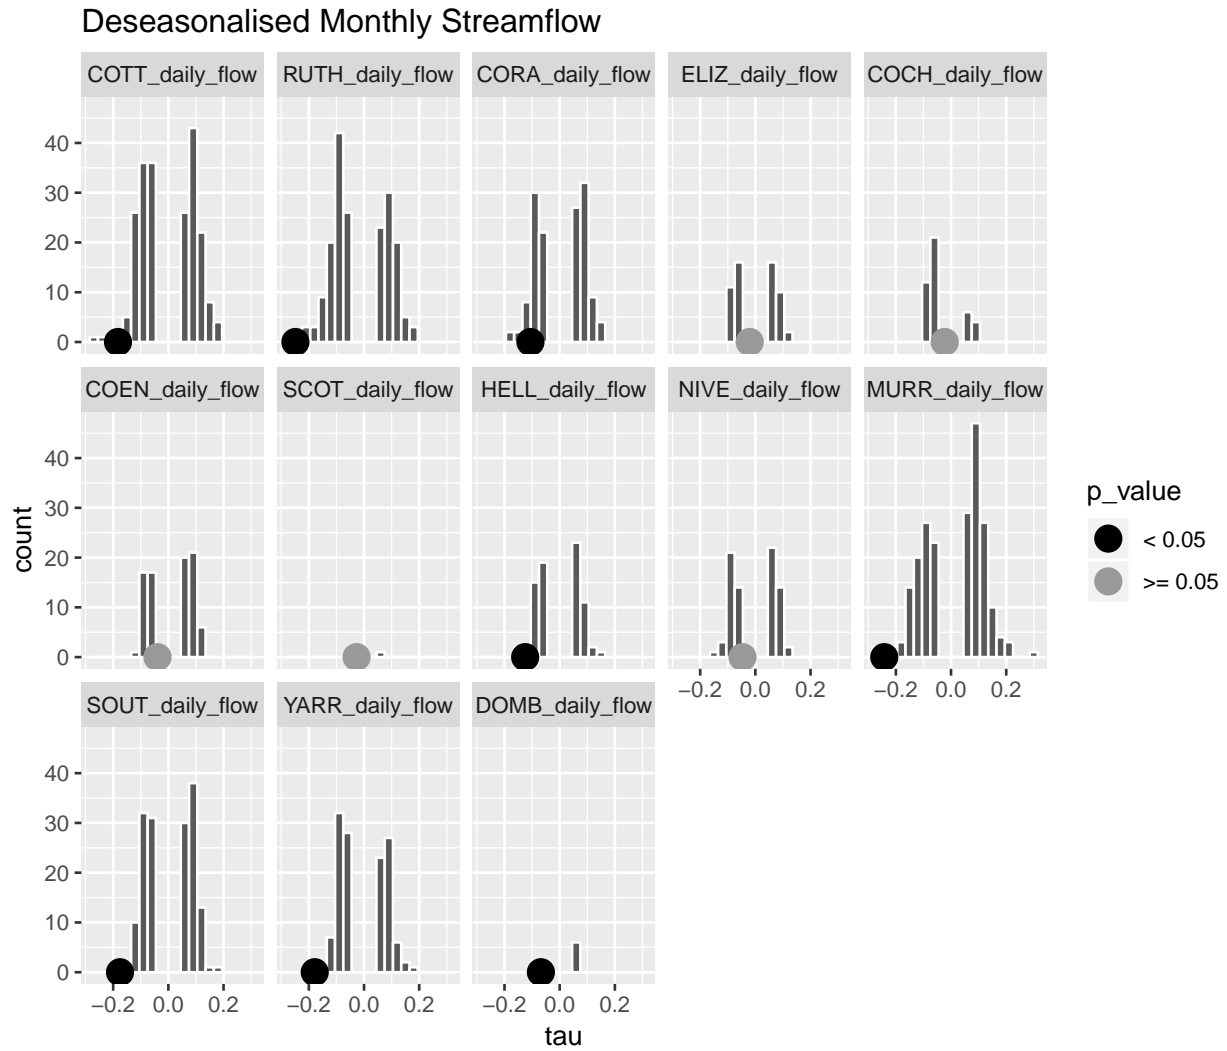 Deseasonalised Monthly Streamflow
COTT_daily_flow RUTH_daily_flow CORA_daily_flow ELIZ_daily_flow COCH_daily_flow
40
30
20
10
0
COEN_daily_flow SCOT_daily_flow HELL_daily_flow NIVE_daily_flow MURR_daily_flow
40
30
20
10
0
−0.2 0.0 0.2 −0.2 0.0 0.2
SOUT_daily_flow YARR_daily_flow DOMB_daily_flow
40
30
20
10
0
−0.2 0.0 0.2 −0.2 0.0 0.2 −0.2 0.0 0.2
tau
count
p_value
< 0.05
>= 0.05